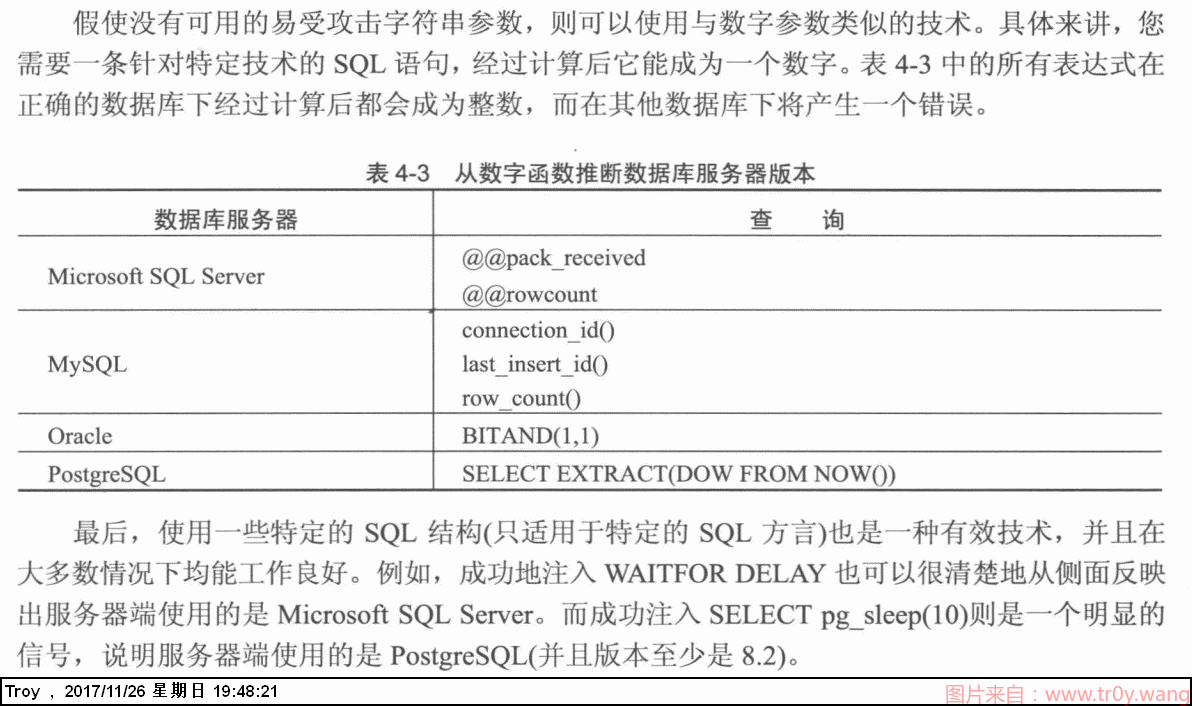 假使没有可用的易受攻击字符串参数，则可以使用与数字参数类似的技术。具体来讲，您
需要一条针对特定技术的 SQL 语句，经过计算后它能成为一个数字。表 4-3 中的所有表达式在
正确的数据库下经过计算后都会成为整数，而在其他数据库下将产生一个错误。
表 4-3 从数字函数推断数据库服务器版本
数据库服务器 查 询
Microsoft SQL Server
@@pack_received
@@rowcount
MySQL
connection_id()
last_insert_id()
row_count()
Oracle BITAND(1,1)
PostgreSQL SELECT EXTRACT(DOW FROM NOW())
最后，使用一些特定的 SQL 结构(只适用于特定的 SQL 方言)也是一种有效技术，并且在
大多数情况下均能工作良好。例如，成功地注入 WAITFOR DELAY 也可以很清楚地从侧面反映
出服务器端使用的是 Microsoft SQL Server。而成功注入 SELECT pg_sleep(10)则是一个明显的
信号，说明服务器端使用的是 PostgreSQL(并且版本至少是 8.2)。
Troy , 2017/11/26 星期日 19:48:21
图片来自：www.tr0y.wang